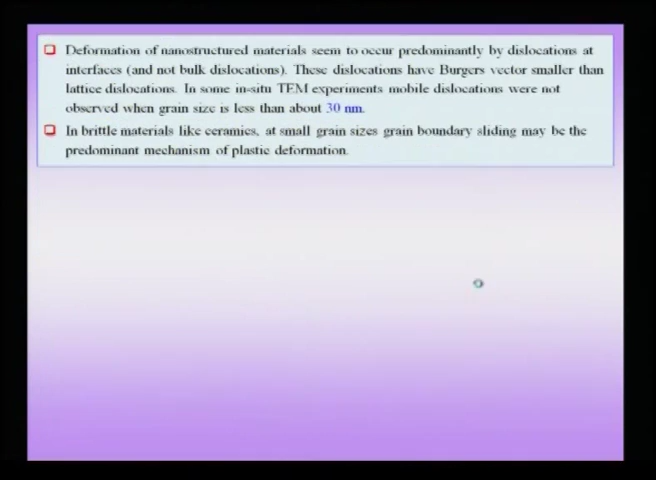 Deformation of nanostructured materials seem to occur predominantly by dislocations at
interfaces (and not bulk dislocations). These dislocations have Burgers vector smaller than
lattice dislocations. In some in-situ TEM experiments mobile dislocations were not
observed when grain size is less than about 30 nm.
In brittle materials like ceramics, at small grain sizes grain boundary sliding may be the
predominant mechanism of plastic deformation.